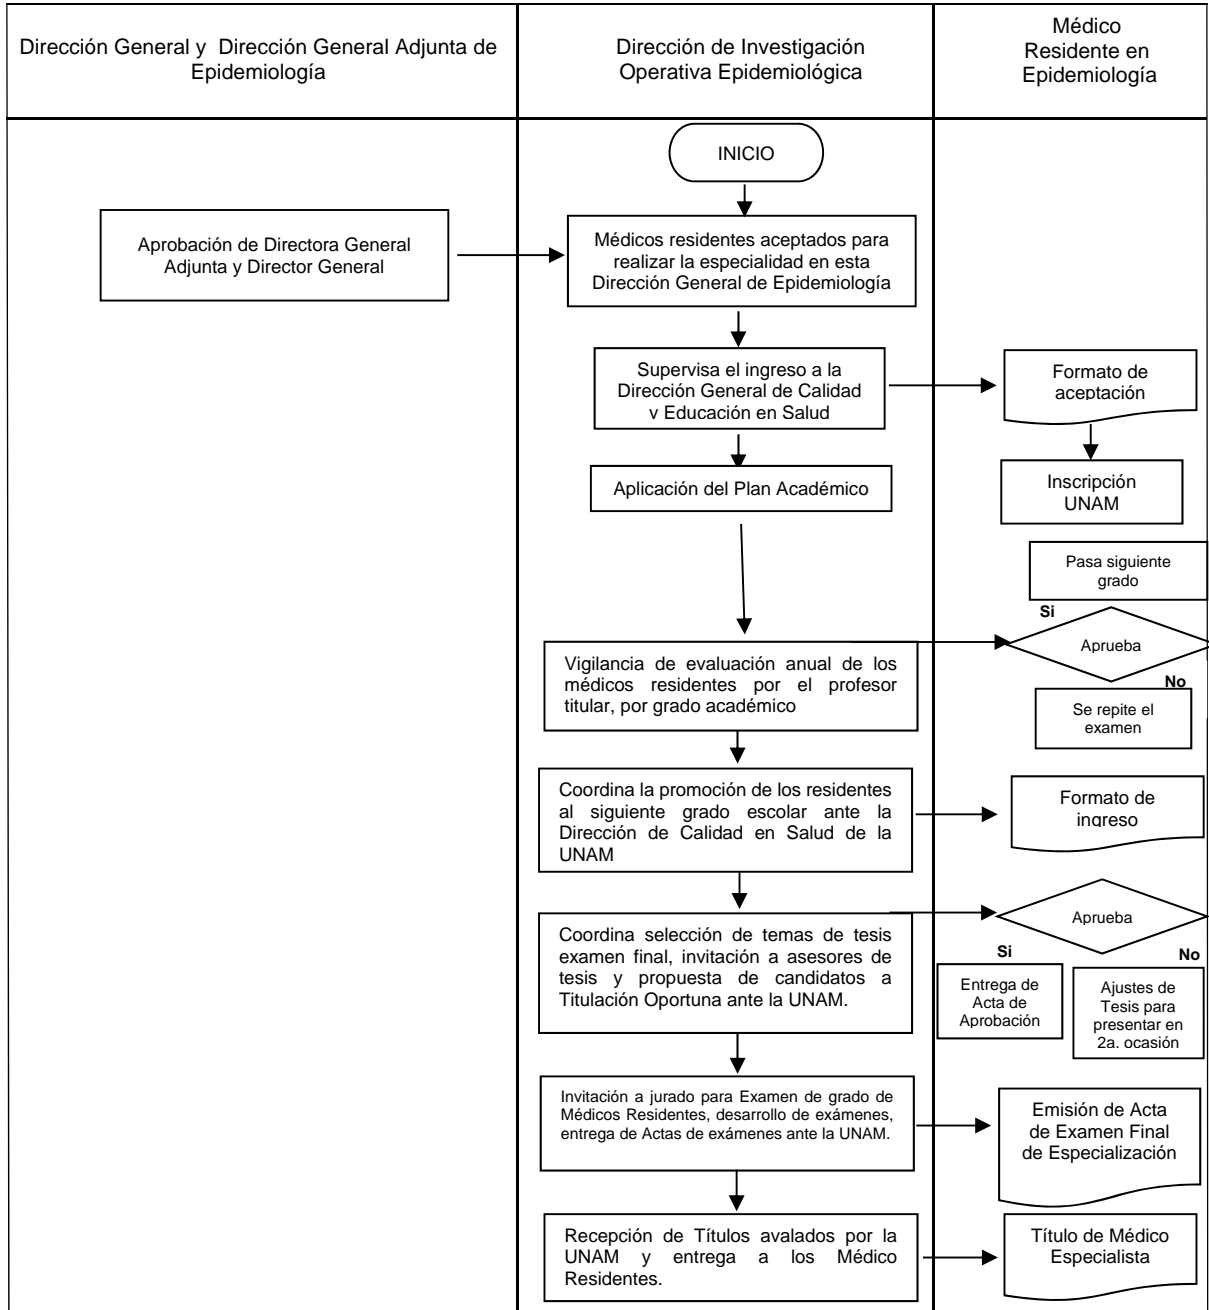 Dirección General y Dirección General Adjunta de
Epidemiología
Dirección de Investigación
Operativa Epidemiológica
Médico
Residente en
Epidemiología
INICIO
Aprobación de Directora General
Adjunta y Director General
Médicos residentes aceptados para
realizar la especialidad en esta
Dirección General de Epidemiología
Supervisa el ingreso a la
Dirección General de Calidad
y Educación en Salud
Formato de
aceptación
Aplicación del Plan Académico
Inscripción
UNAM
Pasa siguiente
grado
Si
Aprueba
No
Se repite el
examen
Vigilancia de evaluación anual de los
médicos residentes por el profesor
titular, por grado académico
Coordina la promoción de los residentes
al siguiente grado escolar ante la
Dirección de Calidad en Salud de la
UNAM
Formato de
ingreso
Coordina selección de temas de tesis
examen final, invitación a asesores de
tesis y propuesta de candidatos a
Titulación Oportuna ante la UNAM.
Aprueba
Si
No
Entrega de
Acta de
Aprobación
Ajustes de
Tesis para
presentar en
2a. ocasión
Invitación a jurado para Examen de grado de
Médicos Residentes, desarrollo de exámenes,
entrega de Actas de exámenes ante la UNAM.
Emisión de Acta
de Examen Final
de Especialización
Recepción de Títulos avalados por la
UNAM y entrega a los Médico
Residentes.
Título de Médico
Especialista